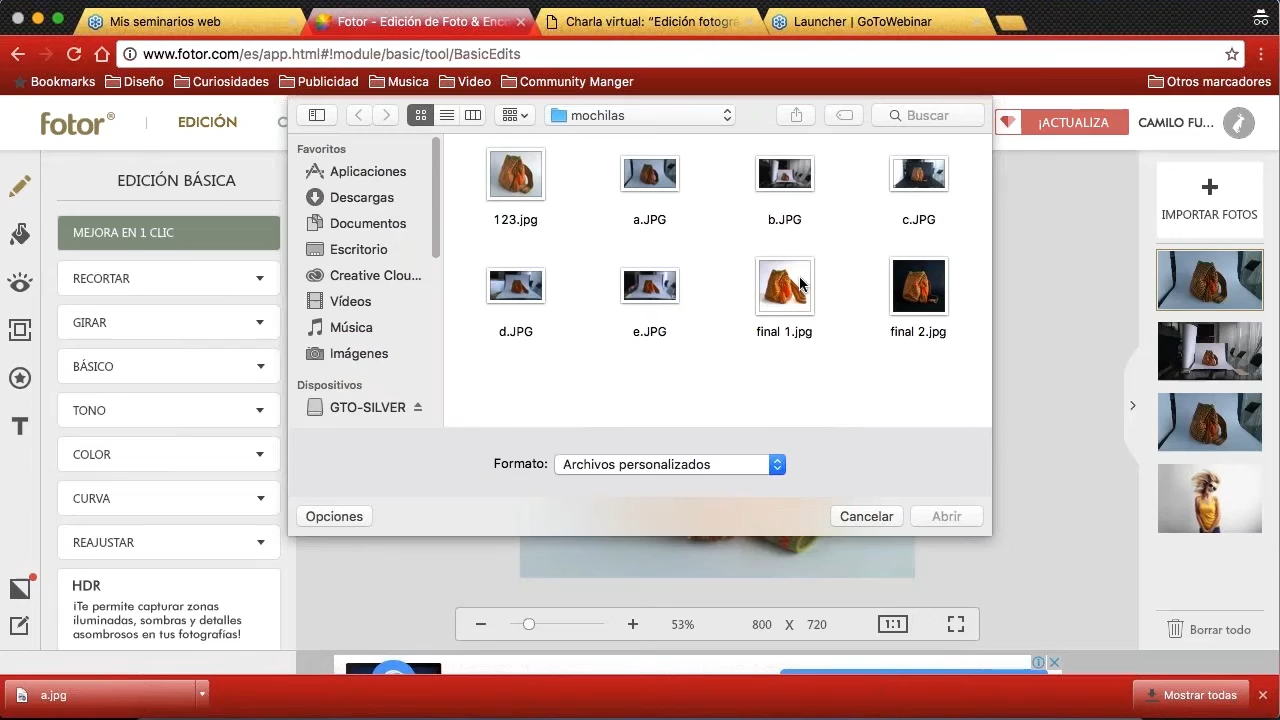 Mis seminarios web
Fotor - Edición de Foto & Enc
Charla virtual: “Edición fotogr
Launcher | GoToWebinar
www.fotor.com/es/app.html#!module/basic/tool/BasicEdits
Bookmarks
Diseño
Curiosidades
Publicidad
Musica
Video
Community Manger
Otros marcadores
fotor®
EDICIÓN
mochilas
Buscar
¡ACTUALIZA
CAMILO FU...
EDICIÓN BÁSICA
MEJORA EN 1 CLIC
RECORTAR
GIRAR
BÁSICO
TONO
COLOR
CURVA
REAJUSTAR
HDR
¡Te permite capturar zonas
iluminadas, sombras y detalles
asombrosos en tus fotografías!
Favoritos
Aplicaciones
Descargas
Documentos
Escritorio
Creative Clou...
Vídeos
Música
Imágenes
Dispositivos
GTO-SILVER
123.jpg
a.JPG
b.JPG
c.JPG
d.JPG
e.JPG
final 1.jpg
final 2.jpg
Formato:
Archivos personalizados
Opciones
Cancelar
Abrir
IMPORTAR FOTOS
53%
800 X 720
1:1
Borrar todo
a.jpg
Mostrar todas